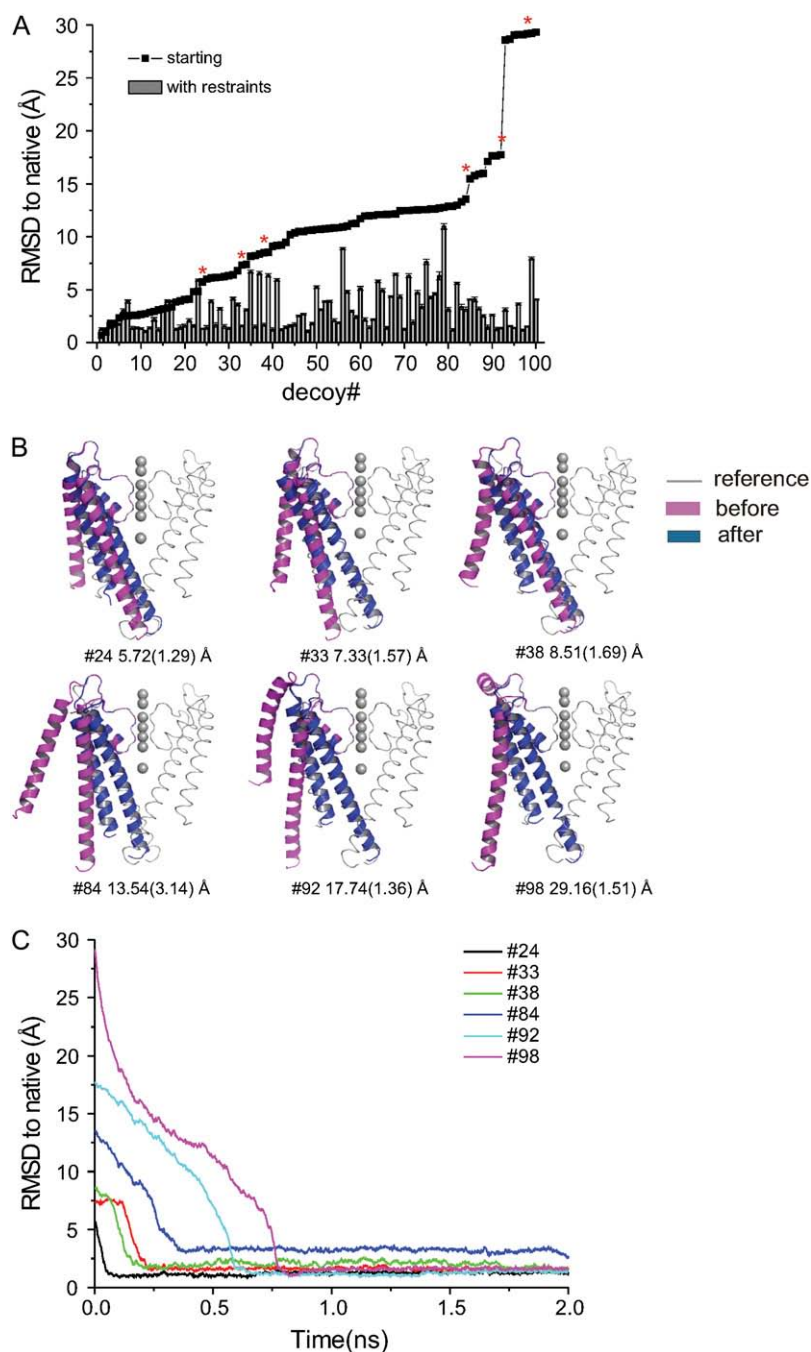 A
30
25
20
15
10
5
0
RMSD to native (Å)
starting
with restraints
*
*
*
*
*
*
0 10 20 30 40 50 60 70 80 90 100
decoy#
B
reference
before
after
#24 5.72(1.29) Å
#33 7.33(1.57) Å
#38 8.51(1.69) Å
#84 13.54(3.14) Å
#92 17.74(1.36) Å
#98 29.16(1.51) Å
C
30
25
20
15
10
5
0
RMSD to native (Å)
#24
#33
#38
#84
#92
#98
0.0 0.5 1.0 1.5 2.0
Time(ns)